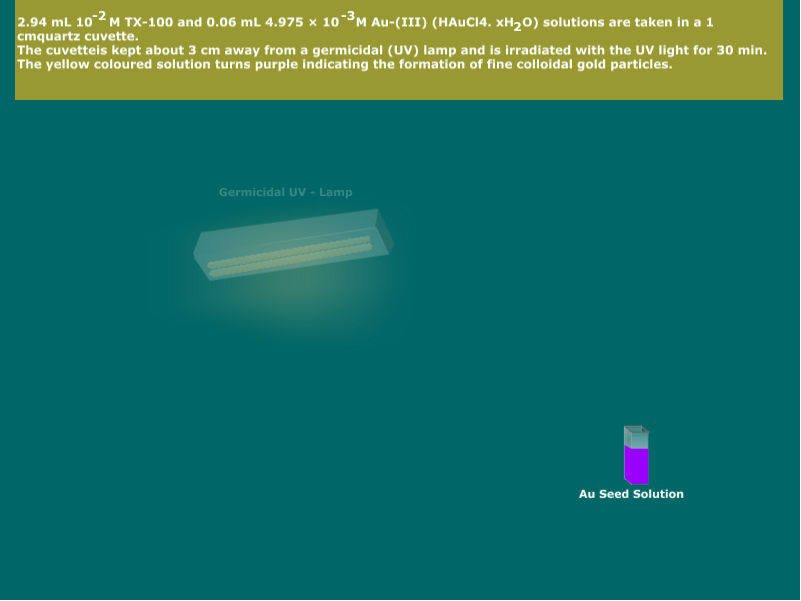 2.94 mL 10⁻² M TX-100 and 0.06 mL 4.975 × 10⁻³M Au-(III) (HAuCl4. xH₂O) solutions are taken in a 1
cmquartz cuvette.
The cuvetteis kept about 3 cm away from a germicidal (UV) lamp and is irradiated with the UV light for 30 min.
The yellow coloured solution turns purple indicating the formation of fine colloidal gold particles.
Germicidal UV - Lamp
Au Seed Solution